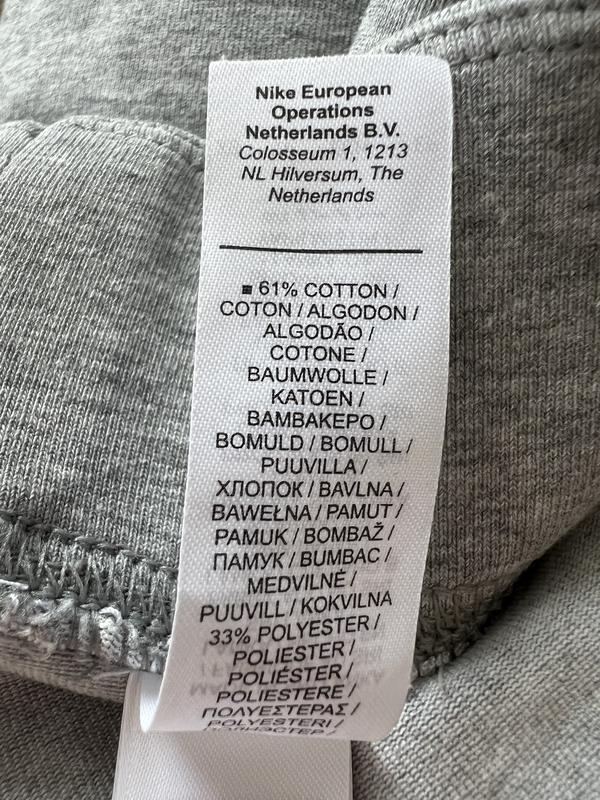 Nike European
Operations
Netherlands B.V.
Colosseum 1, 1213
NL Hilversum, The
Netherlands
■ 61% COTTON /
COTON / ALGODON /
ALGODÃO /
COTONE /
BAUMWOLLE /
KATOEN /
ΒΑΜΒΑΚΕΡΟ /
BOMULD / BOMULL /
PUUVILLA /
ХЛОПОК / BAVLNA /
BAWEŁNA / PAMUT /
PAMUK / BOMBAŽ /
ПАМУК / BUMBAC /
MEDVILNĖ /
PUUVILL / KOKVILNA
33% POLYESTER /
POLIESTER /
POLIÉSTER /
POLIESTERE /
ΠΟΛΥΕΣΤΕΡΑΣ /
POLYESTERI /